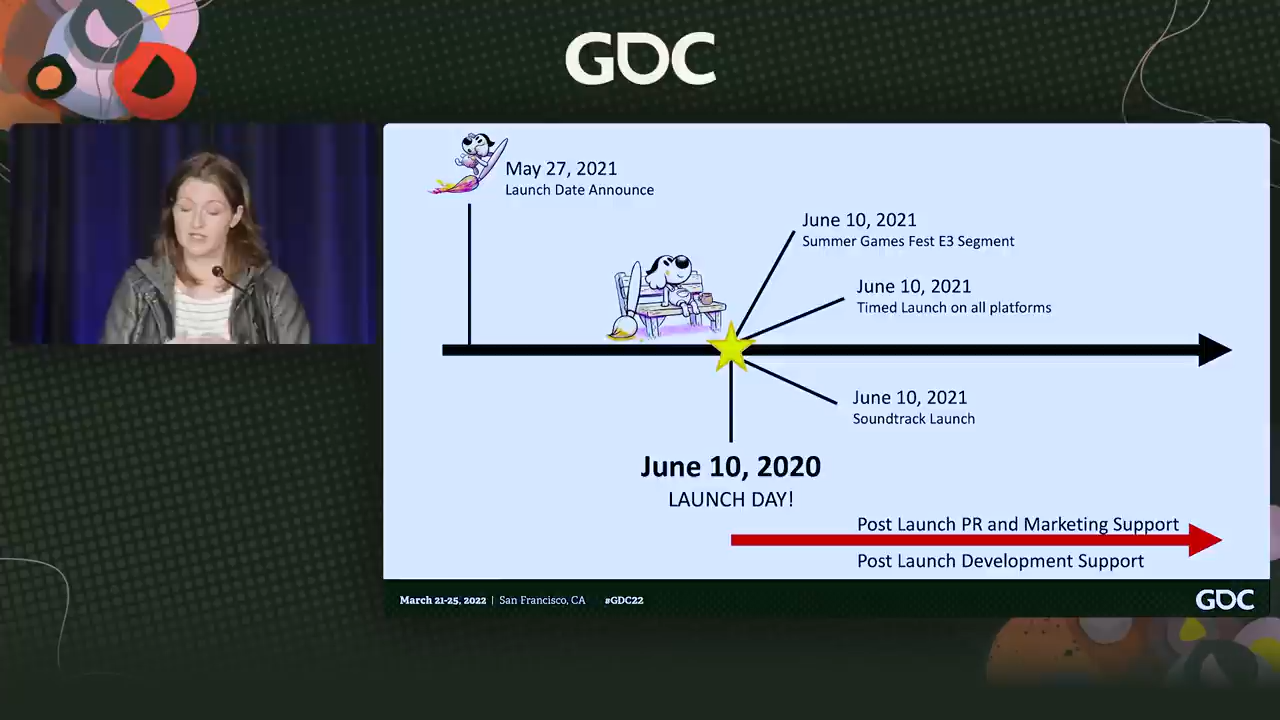 GDC
May 27, 2021
Launch Date Announce
June 10, 2021
Summer Games Fest E3 Segment
June 10, 2021
Timed Launch on all platforms
June 10, 2021
Soundtrack Launch
June 10, 2020
LAUNCH DAY!
Post Launch PR and Marketing Support
Post Launch Development Support
March 21-25, 2022 | San Francisco, CA #GDC22
GDC